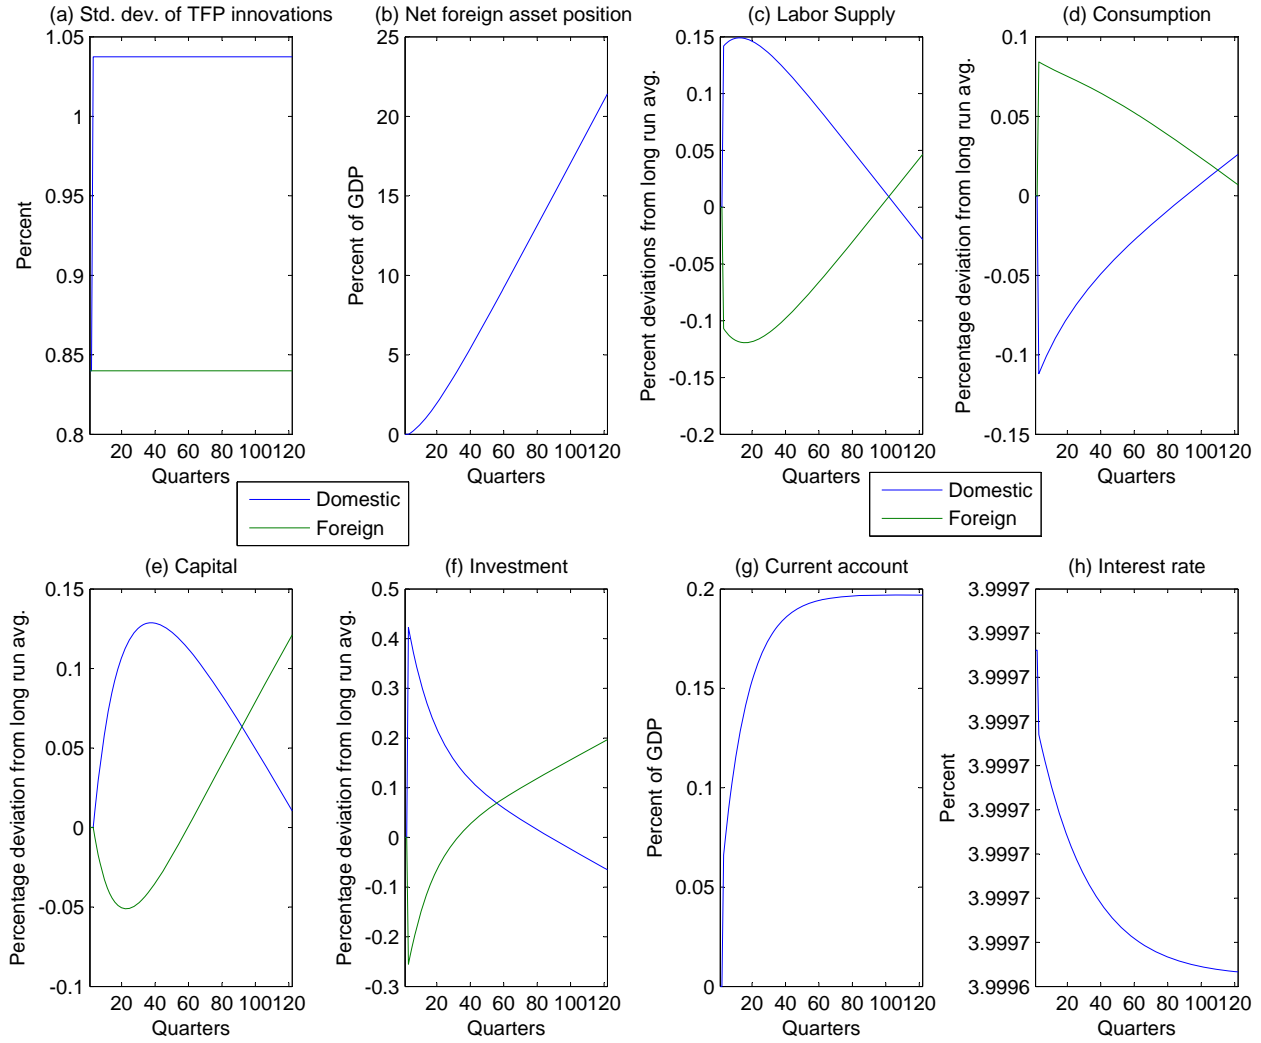 (a) Std. dev. of TFP innovations
(b) Net foreign asset position
(c) Labor Supply
(d) Consumption
1.05
1
0.95
0.9
0.85
0.8
Percent
20 40 60 80 100120
Quarters
25
20
15
10
5
0
Percent of GDP
20 40 60 80 100120
Quarters
0.15
0.1
0.05
0
-0.05
-0.1
-0.15
-0.2
Percent deviations from long run avg.
20 40 60 80 100120
Quarters
0.1
0.05
0
-0.05
-0.1
-0.15
Percentage deviation from long run avg.
20 40 60 80 100120
Quarters
Domestic
Foreign
Domestic
Foreign
(e) Capital
(f) Investment
(g) Current account
(h) Interest rate
0.15
0.1
0.05
0
-0.05
-0.1
Percentage deviation from long run avg.
20 40 60 80 100120
Quarters
0.5
0.4
0.3
0.2
0.1
0
-0.1
-0.2
-0.3
Percentage deviation from long run avg.
20 40 60 80 100120
Quarters
0.2
0.15
0.1
0.05
0
Percent of GDP
20 40 60 80 100120
Quarters
3.9997
3.9997
3.9997
3.9997
3.9997
3.9997
3.9997
3.9997
3.9997
3.9996
Percent
20 40 60 80 100120
Quarters